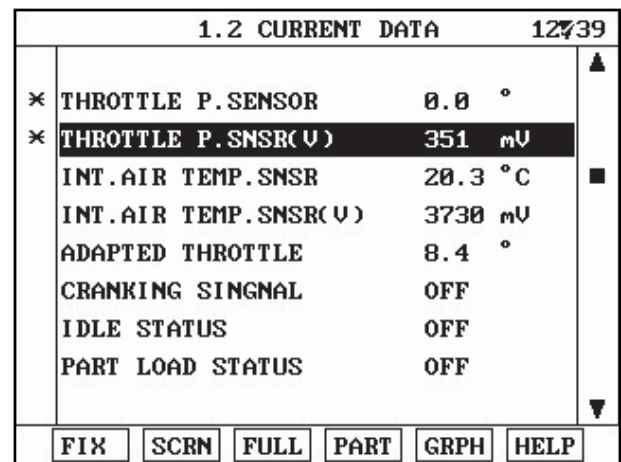 1.2 CURRENT DATA 12▼39
* THROTTLE P.SENSOR 0.0 °
* THROTTLE P.SNSR(V) 351 mV
INT.AIR TEMP.SNSR 20.3 °C
INT.AIR TEMP.SNSR(V) 3730 mV
ADAPTED THROTTLE 8.4 °
CRANKING SINGNAL OFF
IDLE STATUS OFF
PART LOAD STATUS OFF
FIX SCRN FULL PART GRPH HELP